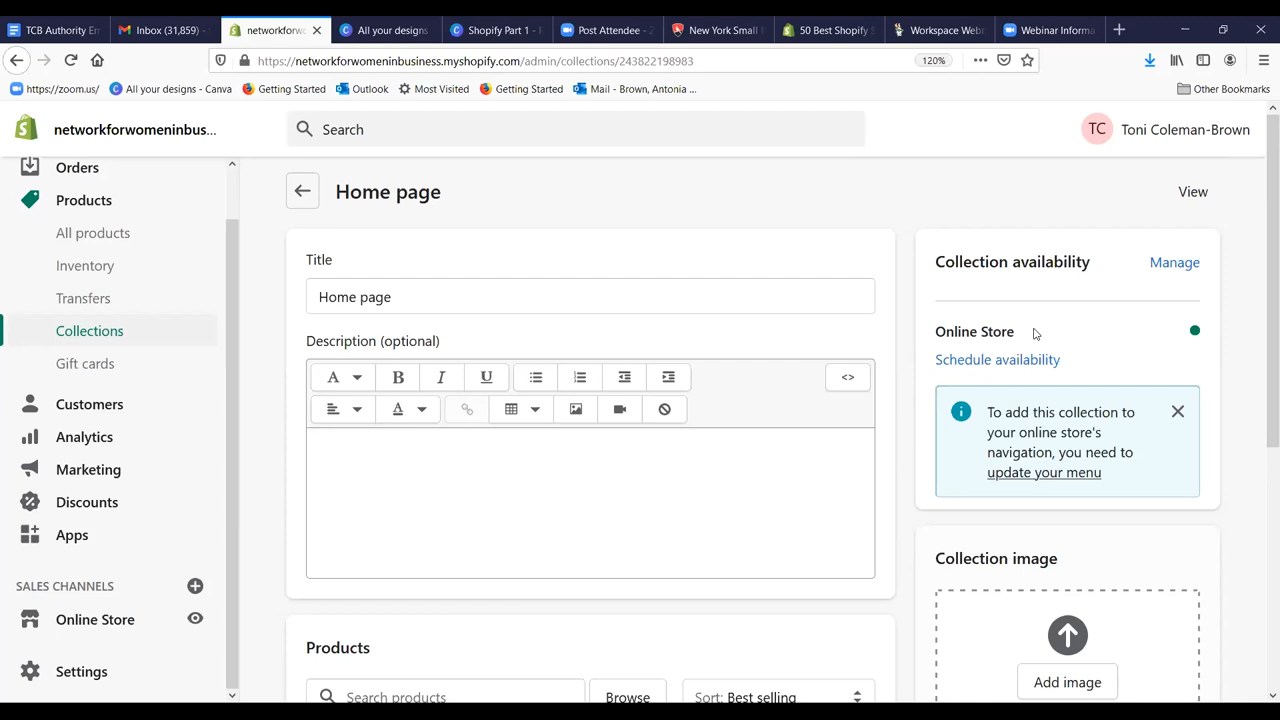 TCB Authority En
Inbox (31,859)
networkforwo
All your designs
Shopify Part 1 -
Post Attendee - Z
New York Small
50 Best Shopify S
Workspace Web
Webinar Informa
https://networkforwomeninbusiness.myshopify.com/admin/collections/243822198983
120%
https://zoom.us/
All your designs - Canva
Getting Started
Outlook
Most Visited
Getting Started
Mail - Brown, Antonia ...
Other Bookmarks
networkforwomeninbus...
Search
TC
Toni Coleman-Brown
Orders
Products
All products
Inventory
Transfers
Collections
Gift cards
Customers
Analytics
Marketing
Discounts
Apps
SALES CHANNELS
Online Store
Settings
Home page
View
Title
Home page
Description (optional)
A
B
I
U
<>
A
Products
Search products
Browse
Sort: Best selling
Collection availability
Manage
Online Store
Schedule availability
To add this collection to
your online store's
navigation, you need to
update your menu
Collection image
Add image